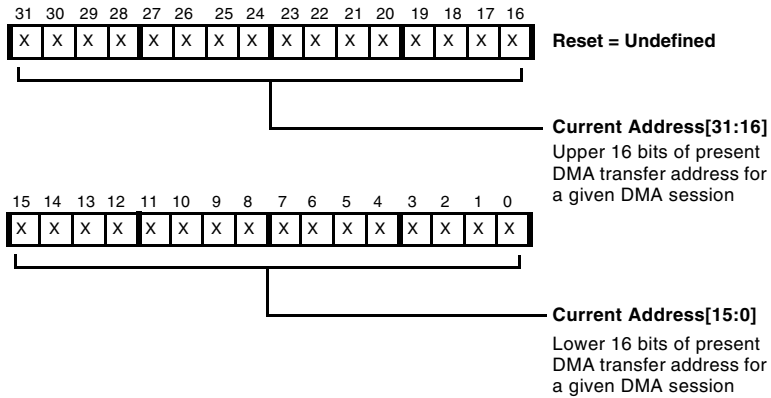 31 30 29 28 27 26 25 24 23 22 21 20 19 18 17 16
X X X X X X X X X X X X X X X X
Reset = Undefined
Current Address[31:16]
Upper 16 bits of present
DMA transfer address for
a given DMA session
15 14 13 12 11 10 9 8 7 6 5 4 3 2 1 0
X X X X X X X X X X X X X X X X
Current Address[15:0]
Lower 16 bits of present
DMA transfer address for
a given DMA session